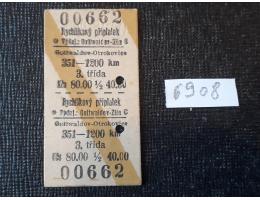 00662
Rychlíkový příplatek
Vydal.: Gottwaldov-Zlín C
Gottwaldov-Otrokovice
351—1200 km
3. třída
Kčs 80.00 ½ 40.00
Rychlíkový příplatek
Vydal.: Gottwaldov-Zlín C
Gottwaldov-Otrokovice
351—1200 km
3. třída
Kčs 80.00 ½ 40.00
00662
6908